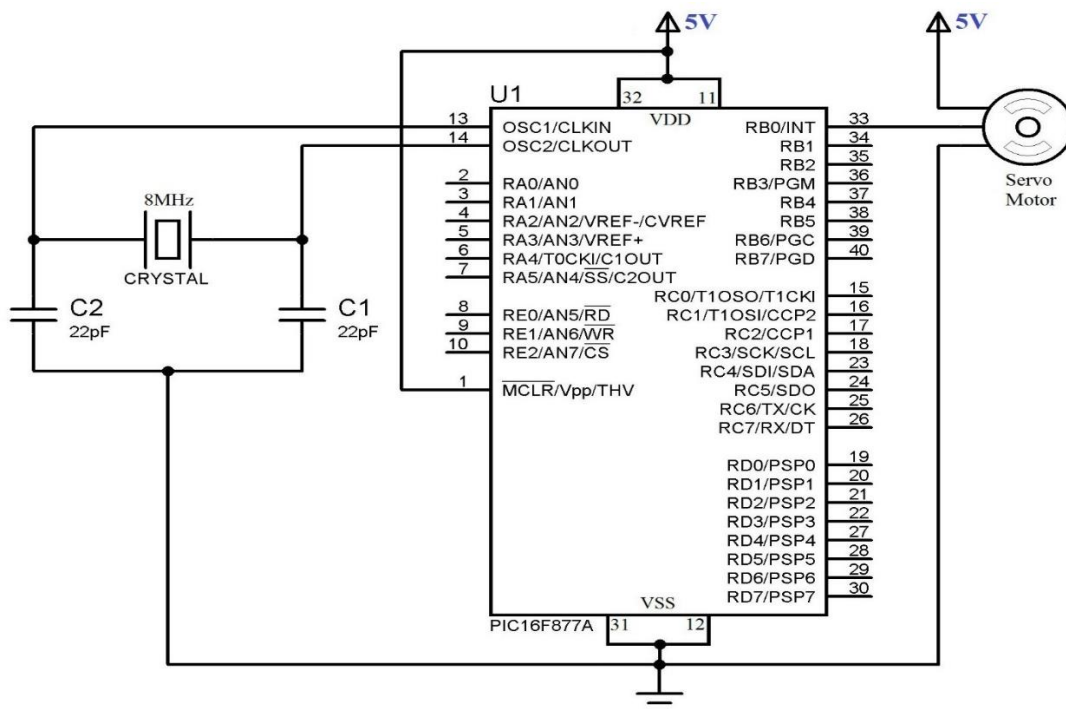 5V
5V
U1
32
11
VDD
13
OSC1/CLKIN
14
OSC2/CLKOUT
2
RA0/AN0
3
RA1/AN1
4
RA2/AN2/VREF-/CVREF
5
RA3/AN3/VREF+
6
RA4/T0CKI/C1OUT
7
RA5/AN4/SS/C2OUT
8
RE0/AN5/RD
9
RE1/AN6/WR
10
RE2/AN7/CS
1
MCLR/Vpp/THV
RB0/INT
33
RB1
34
RB2
35
RB3/PGM
36
RB4
37
RB5
38
RB6/PGC
39
RB7/PGD
40
RC0/T1OSO/T1CKI
15
RC1/T1OSI/CCP2
16
RC2/CCP1
17
RC3/SCK/SCL
18
RC4/SDI/SDA
23
RC5/SDO
24
RC6/TX/CK
25
RC7/RX/DT
26
RD0/PSP0
19
RD1/PSP1
20
RD2/PSP2
21
RD3/PSP3
22
RD4/PSP4
27
RD5/PSP5
28
RD6/PSP6
29
RD7/PSP7
30
VSS
31
12
PIC16F877A
8MHz
CRYSTAL
C2
22pF
C1
22pF
Servo
Motor